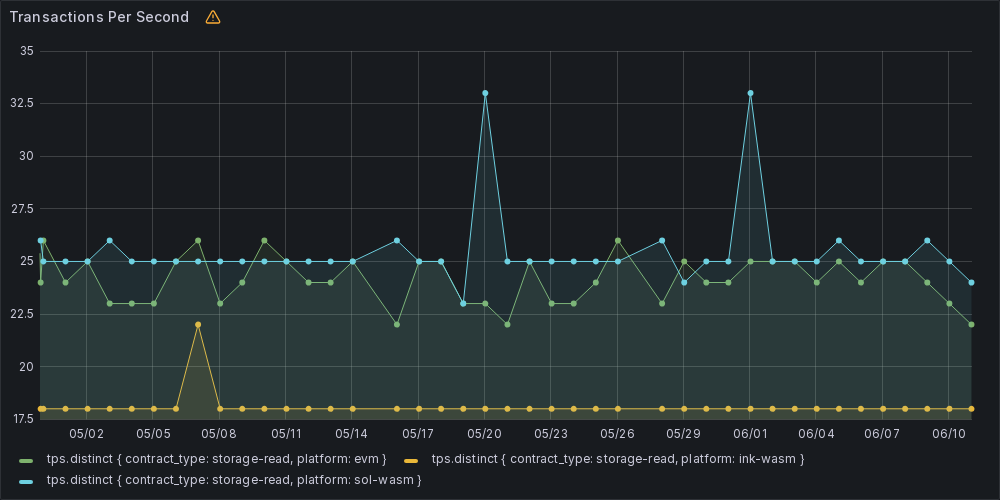 Transactions Per Second
35
32.5
30
27.5
25
22.5
20
17.5
05/02 05/05 05/08 05/11 05/14 05/17 05/20 05/23 05/26 05/29 06/01 06/04 06/07 06/10
tps.distinct { contract_type: storage-read, platform: evm } tps.distinct { contract_type: storage-read, platform: ink-wasm }
tps.distinct { contract_type: storage-read, platform: sol-wasm }